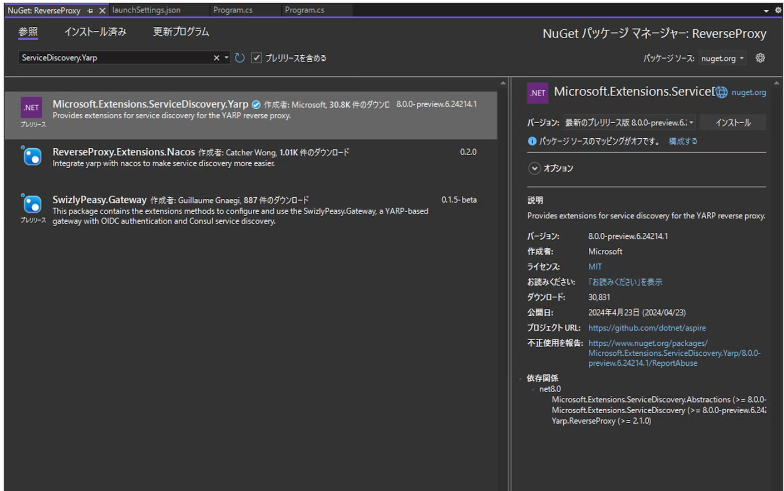 NuGet: ReverseProxy
launchSettings.json
Program.cs
Program.cs
参照
インストール済み
更新プログラム
NuGet パッケージ マネージャー: ReverseProxy
ServiceDiscovery.Yarp
プレリリースを含める
パッケージ ソース: nuget.org
.NET
プレリリース
Microsoft.Extensions.ServiceDiscovery.Yarp 作成者: Microsoft, 30.8K 件のダウンロ 8.0.0-preview.6.24214.1
Provides extensions for service discovery for the YARP reverse proxy.
ReverseProxy.Extensions.Nacos 作成者: Catcher Wong, 1.01K 件のダウンロード 0.2.0
Integrate yarp with nacos to make service discovery more easier.
プレリリース
SwizlyPeasy.Gateway 作成者: Guillaume Gnaegi, 887 件のダウンロード 0.1.5-beta
This package contains the extensions methods to configure and use the SwizlyPeasy.Gateway, a YARP-based
gateway with OIDC authentication and Consul service discovery.
.NET
Microsoft.Extensions.ServiceD
nuget.org
バージョン: 最新のプレリリース版 8.0.0-preview.6.
インストール
パッケージ ソースのマッピングがオフです。 構成する
オプション
説明
Provides extensions for service discovery for the YARP reverse proxy.
バージョン: 8.0.0-preview.6.24214.1
作成者: Microsoft
ライセンス: MIT
お読みください: 「お読みください」を表示
ダウンロード: 30,831
公開日: 2024年4月23日 (2024/04/23)
プロジェクト URL: https://github.com/dotnet/aspire
不正使用を報告: https://www.nuget.org/packages/
Microsoft.Extensions.ServiceDiscovery.Yarp/8.0.0-
preview.6.24214.1/ReportAbuse
依存関係
net8.0
Microsoft.Extensions.ServiceDiscovery.Abstractions (>= 8.0.0-
Microsoft.Extensions.ServiceDiscovery (>= 8.0.0-preview.6.242
Yarp.ReverseProxy (>= 2.1.0)